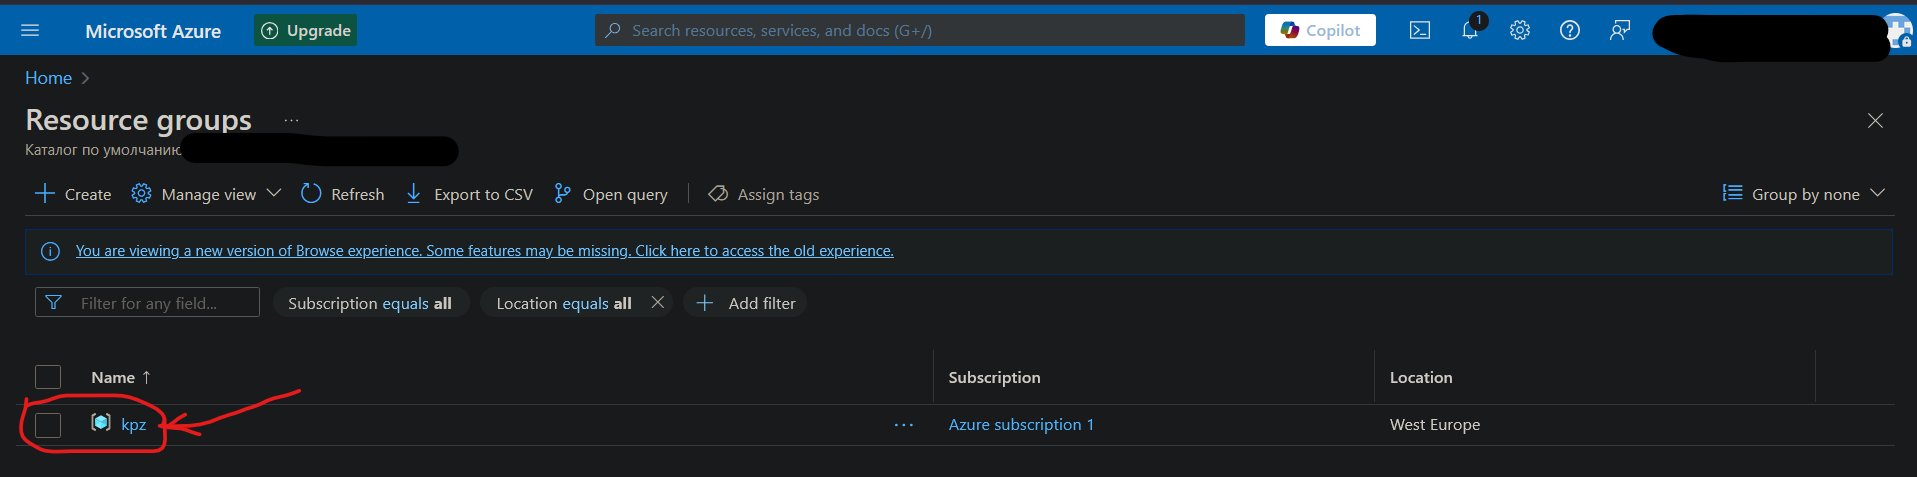 Microsoft Azure Upgrade Search resources, services, and docs (G+/) Copilot 1
Home
Resource groups ...
Каталог по умолчанию
Create Manage view Refresh Export to CSV Open query Assign tags Group by none
You are viewing a new version of Browse experience. Some features may be missing. Click here to access the old experience.
Filter for any field... Subscription equals all Location equals all Add filter
Name ↑ Subscription Location
kpz ... Azure subscription 1 West Europe